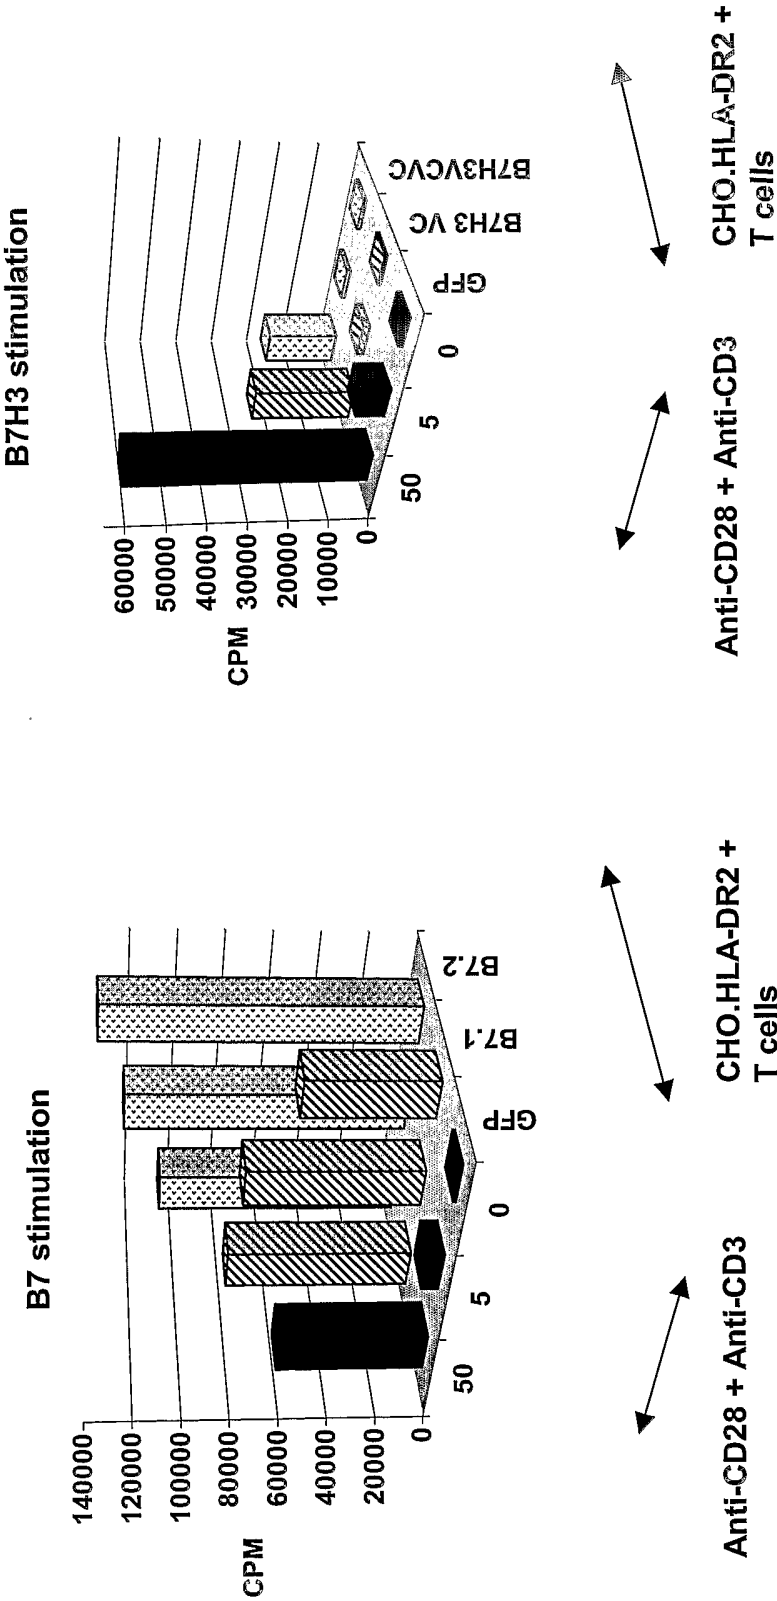 B7 stimulation
140000
120000
100000
80000
60000
40000
20000
0
CPM
50
5
0
GFP
B7.1
B7.2
Anti-CD28 + Anti-CD3
CHO.HLA-DR2 +
T cells
B7H3 stimulation
60000
50000
40000
30000
20000
10000
0
CPM
50
5
0
GFP
B7H3 VC
B7H3VCVC
Anti-CD28 + Anti-CD3
CHO.HLA-DR2 +
T cells